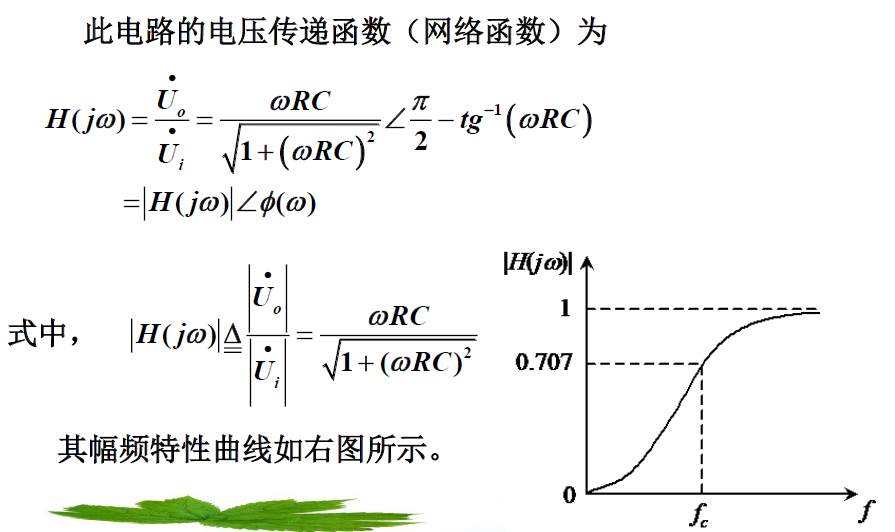 此电路的电压传递函数（网络函数）为
H(jω) = U̇o / U̇i = ωRC / √(1+(ωRC)²) ∠ π/2 − tg⁻¹(ωRC)
=|H(jω)|∠ϕ(ω)
式中， |H(jω)| ≜ |U̇o| / |U̇i| = ωRC / √(1+(ωRC)²)
其幅频特性曲线如右图所示。
|H(jω)|
1
0.707
0
fc
f